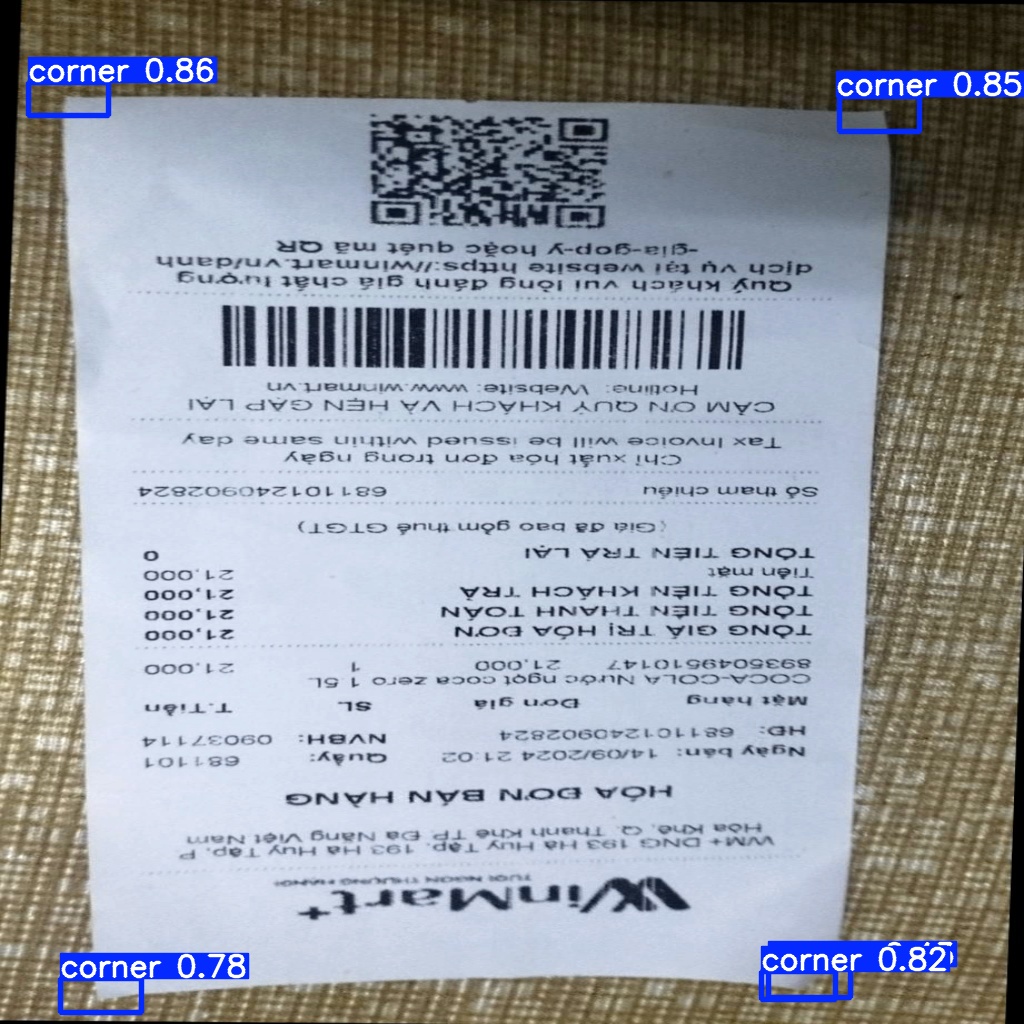 corner 0.86
corner 0.85
WinMart+
TƯƠI NGON THƯỢNG HẠNG!
WM+ DNG 193 Hà Huy Tập, 193 Hà Huy Tập, P.
Hòa Khê, Q. Thanh Khê TP. Đà Nẵng Việt Nam
HÓA ĐƠN BÁN HÀNG
Ngày bán: 14/09/2024 21:02 Quầy: 681101
HĐ: 681101240902824 NVBH: 09037114
Mặt hàng Đơn giá SL T.Tiền
COCA-COLA Nước ngọt coca zero 1.5L
8935049510147 21,000 1 21,000
TỔNG GIÁ TRỊ HÓA ĐƠN 21,000
TỔNG TIỀN THANH TOÁN 21,000
TỔNG TIỀN KHÁCH TRẢ 21,000
Tiền mặt 21,000
TỔNG TIỀN TRẢ LẠI 0
(Giá đã bao gồm thuế GTGT)
Số tham chiếu 681101240902824
Chỉ xuất hóa đơn trong ngày
Tax Invoice will be issued within same day
CẢM ƠN QUÝ KHÁCH VÀ HẸN GẶP LẠI
Hotline: Website: www.winmart.vn
Quý khách vui lòng đánh giá chất lượng
dịch vụ tại website https://winmart.vn/danh
-gia-gop-y hoặc quét mã QR
corner 0.78
corner 0.82